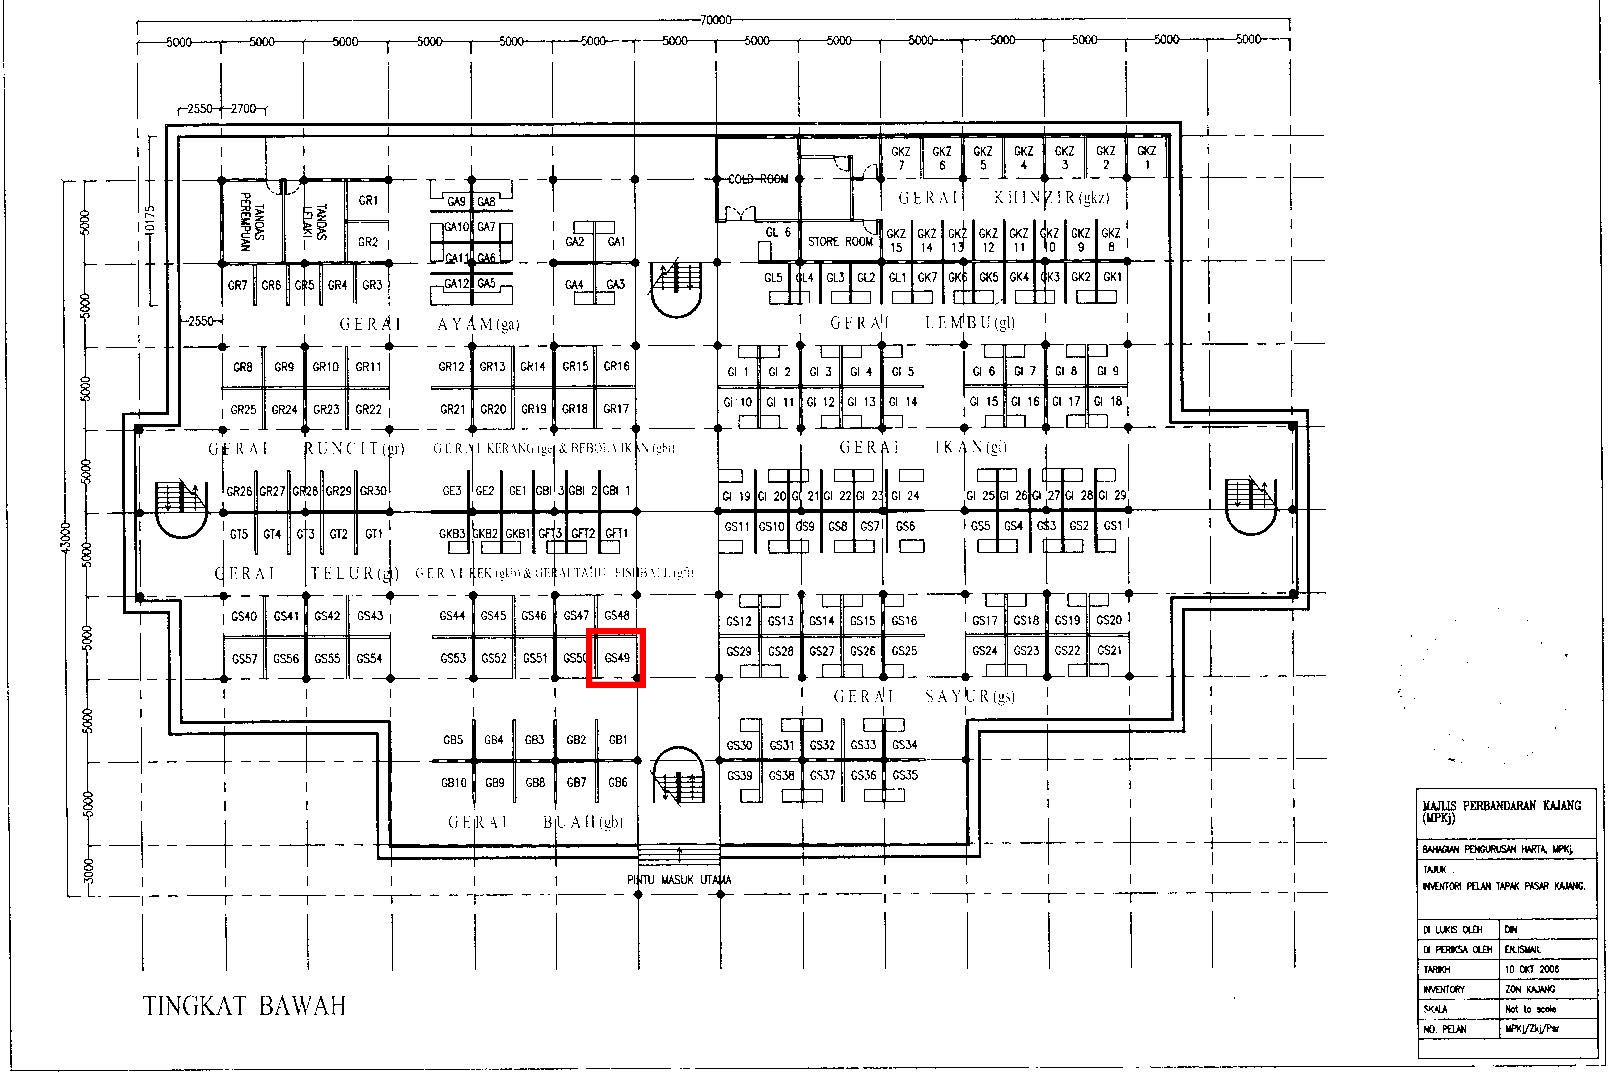 70000
5000 5000 5000 5000 5000 5000 5000 5000 5000 5000 5000 5000 5000 5000
2550 2700
10175
2550
43000
5000
5000
5000
5000
5000
5000
5000
5000
3000
TANDAS PEREMPUAN
TANDAS LELAKI
GR1
GR2
GR7 GR6 GR5 GR4 GR3
GA9 GA8
GA10 GA7
GA11 GA6
GA12 GA5
GA2 GA1
GA4 GA3
COLD ROOM
STORE ROOM
GKZ 7 GKZ 6 GKZ 5 GKZ 4 GKZ 3 GKZ 2 GKZ 1
GERAI KHINZIR(gkz)
GKZ 15 GKZ 14 GKZ 13 GKZ 12 GKZ 11 GKZ 10 GKZ 9 GKZ 8
GL 6
GL5 GL4 GL3 GL2 GL1 GK7 GK6 GK5 GK4 GK3 GK2 GK1
GERAI AYAM(ga)
GERAI LEMBU(gl)
GR8 GR9 GR10 GR11 GR12 GR13 GR14 GR15 GR16
GI 1 GI 2 GI 3 GI 4 GI 5 GI 6 GI 7 GI 8 GI 9
GR25 GR24 GR23 GR22 GR21 GR20 GR19 GR18 GR17
GI 10 GI 11 GI 12 GI 13 GI 14 GI 15 GI 16 GI 17 GI 18
GERAI RUNCIT(gr)
GERAI KERANG(ge) & BEBOLA IKAN(gbi)
GERAI IKAN(gi)
GR26 GR27 GR28 GR29 GR30 GE3 GE2 GE1 GBI 3 GBI 2 GBI 1
GI 19 GI 20 GI 21 GI 22 GI 23 GI 24 GI 25 GI 26 GI 27 GI 28 GI 29
GT5 GT4 GT3 GT2 GT1 GKB3 GKB2 GKB1 GFT3 GFT2 GFT1
GS11 GS10 GS9 GS8 GS7 GS6 GS5 GS4 GS3 GS2 GS1
GERAI TELUR(gt)
GERAI KEK(gkb) & GERAI TAHU FISHBALL(gft)
GS40 GS41 GS42 GS43 GS44 GS45 GS46 GS47 GS48
GS12 GS13 GS14 GS15 GS16 GS17 GS18 GS19 GS20
GS57 GS56 GS55 GS54 GS53 GS52 GS51 GS50 GS49
GS29 GS28 GS27 GS26 GS25 GS24 GS23 GS22 GS21
GERAI SAYUR(gs)
GB5 GB4 GB3 GB2 GB1
GS30 GS31 GS32 GS33 GS34
GB10 GB9 GB8 GB7 GB6
GS39 GS38 GS37 GS36 GS35
GERAI BUAH(gb)
PINTU MASUK UTAMA
TINGKAT BAWAH
MAJLIS PERBANDARAN KAJANG
(MPKj)
BAHAGIAN PENGURUSAN HARTA, MPKj.
TAJUK
INVENTORI PELAN TAPAK PASAR KAJANG.
DI LUKIS OLEH DIN
DI PERIKSA OLEH EN.ISMAIL
TARIKH 10 OKT 2006
INVENTORY ZON KAJANG
SKALA Not to scale
NO. PELAN MPKj/Zkj/Psr